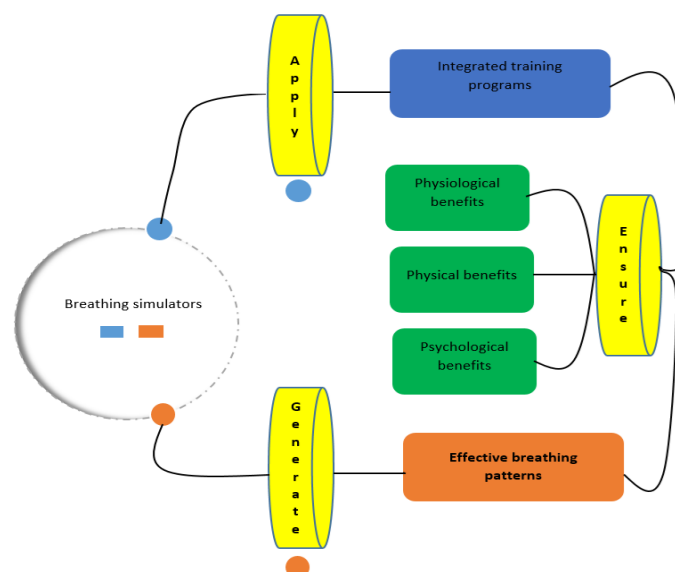 Apply
Integrated training
programs
Physiological
benefits
Ensure
Physical benefits
Breathing simulators
Psychological
benefits
Generate
Effective breathing
patterns